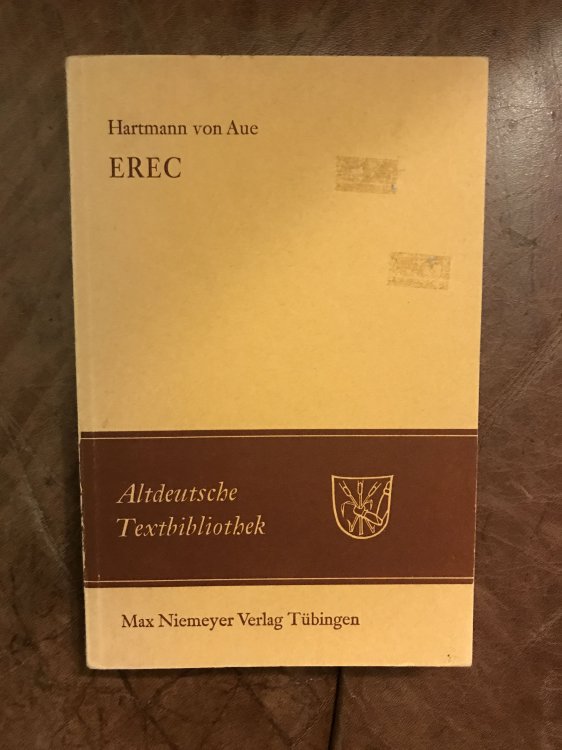 Hartmann von Aue
EREC
Altdeutsche
Textbibliothek
Max Niemeyer Verlag Tübingen